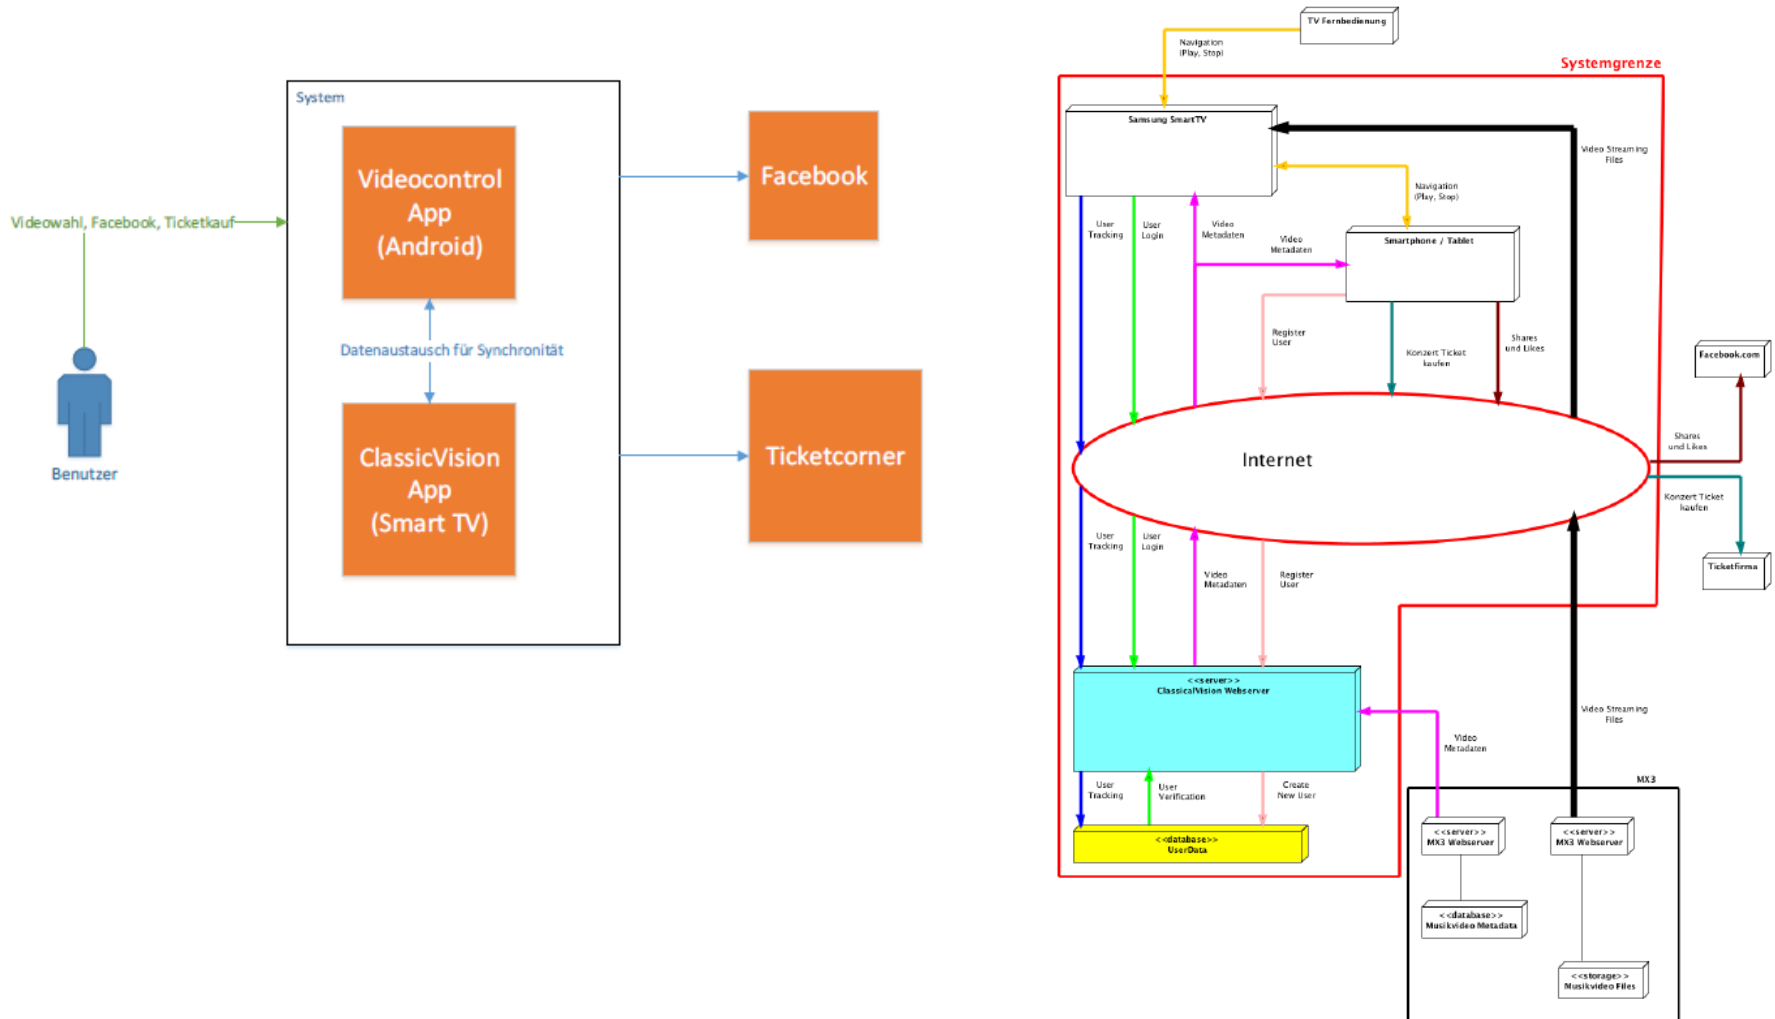 System
Videocontrol
App
(Android)
Videowahl, Facebook, Ticketkauf
Datenaustausch für Synchronität
ClassicVision
App
(Smart TV)
Benutzer
Facebook
Ticketcorner
TV Fernbedienung
Navigation
(Play, Stop)
Systemgrenze
Samsung SmartTV
Video Streaming
Files
Navigation
(Play, Stop)
User
Tracking
User
Login
Video
Metadaten
Video
Metadaten
Smartphone / Tablet
Register
User
Konzert Ticket
kaufen
Shares
und Likes
Facebook.com
Internet
Shares
und Likes
Konzert Ticket
kaufen
Ticketfirma
User
Tracking
User
Login
Video
Metadaten
Register
User
<<server>>
ClassicalVision Webserver
Video Streaming
Files
Video
Metadaten
User
Tracking
User
Verification
Create
New User
MX3
<<database>>
UserData
<<server>>
MX3 Webserver
<<server>>
MX3 Webserver
<<database>>
Musikvideo Metadata
<<storage>>
Musikvideo Files